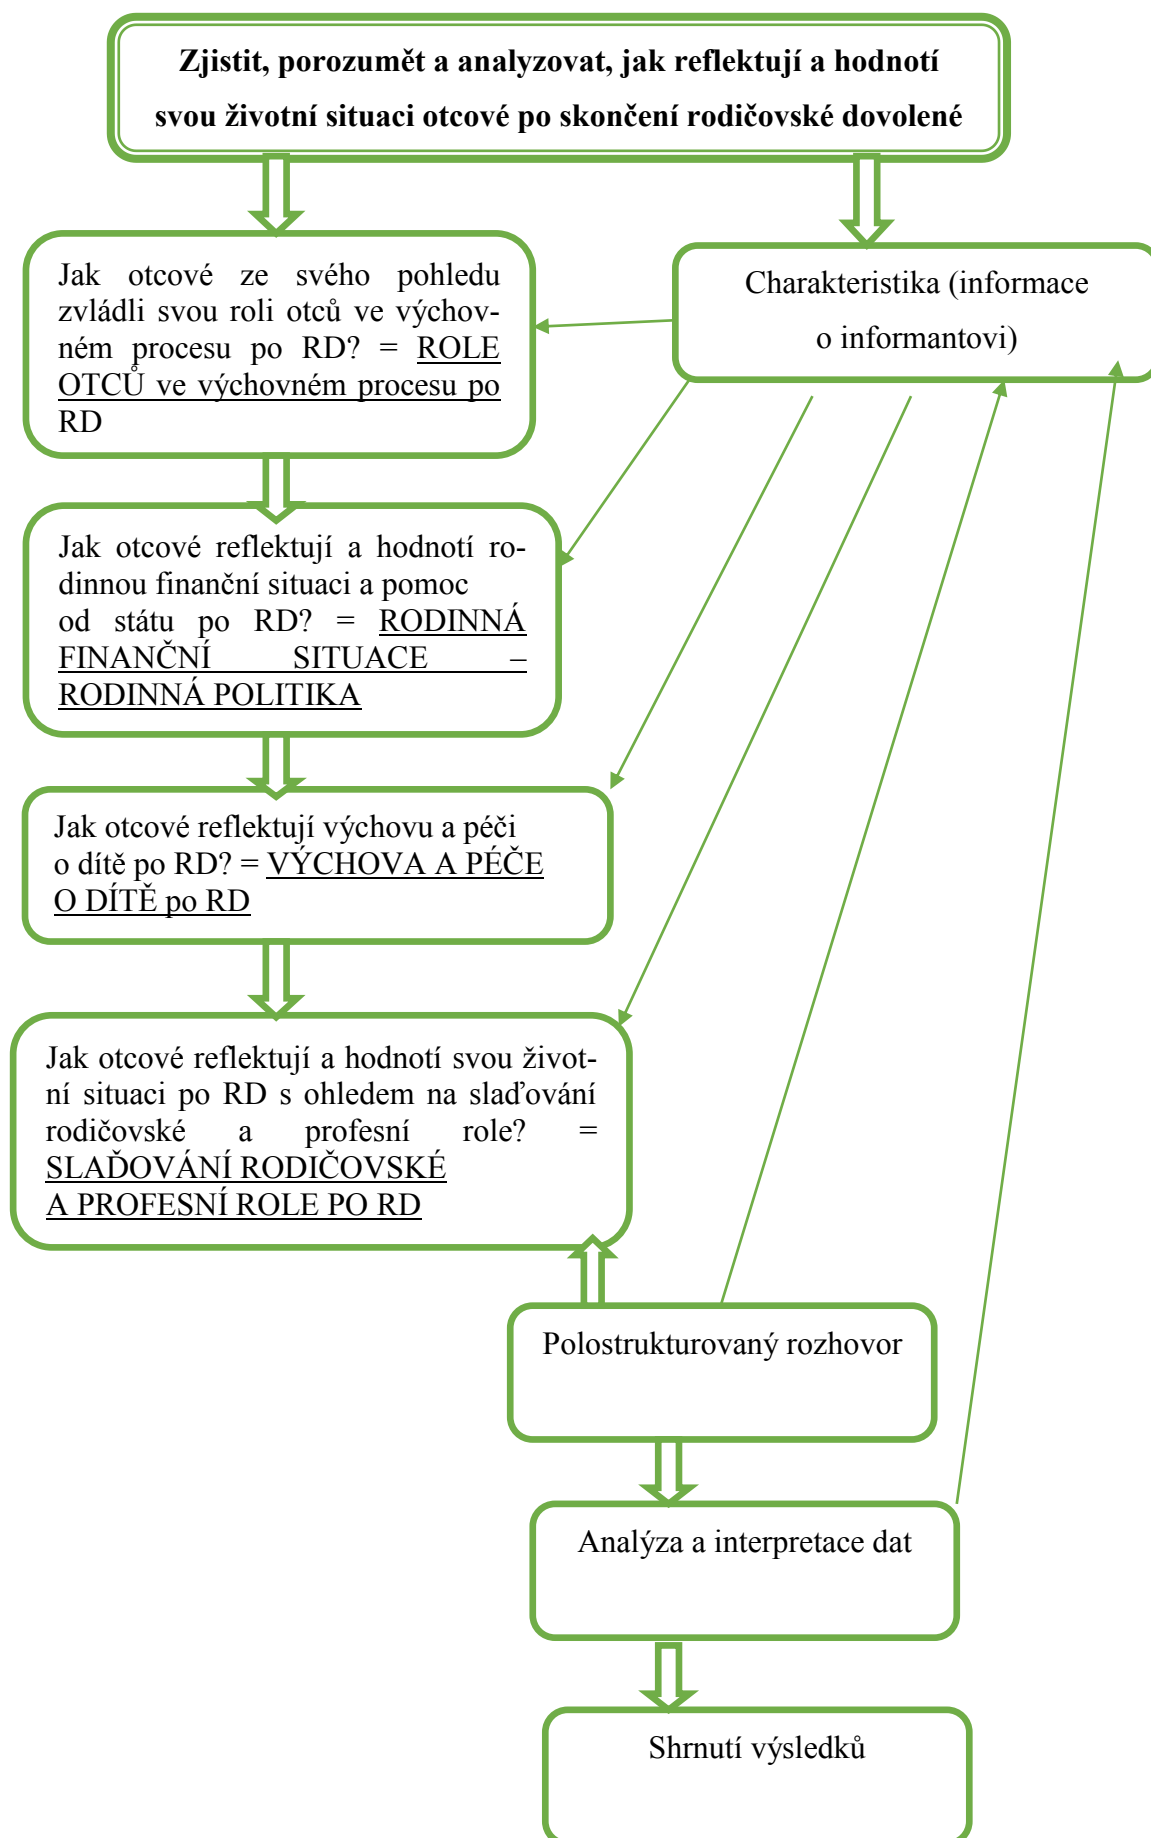 Zjistit, porozumět a analyzovat, jak reflektují a hodnotí
svou životní situaci otcové po skončení rodičovské dovolené
Jak otcové ze svého pohledu
zvládli svou roli otců ve výchov-
ném procesu po RD? = ROLE
OTCŮ ve výchovném procesu po
RD
Charakteristika (informace
o informantovi)
Jak otcové reflektují a hodnotí ro-
dinnou finanční situaci a pomoc
od státu po RD? = RODINNÁ
FINANČNÍ SITUACE –
RODINNÁ POLITIKA
Jak otcové reflektují výchovu a péči
o dítě po RD? = VÝCHOVA A PÉČE
O DÍTĚ po RD
Jak otcové reflektují a hodnotí svou život-
ní situaci po RD s ohledem na slaďování
rodičovské a profesní role? =
SLAĎOVÁNÍ RODIČOVSKÉ
A PROFESNÍ ROLE PO RD
Polostrukturovaný rozhovor
Analýza a interpretace dat
Shrnutí výsledků